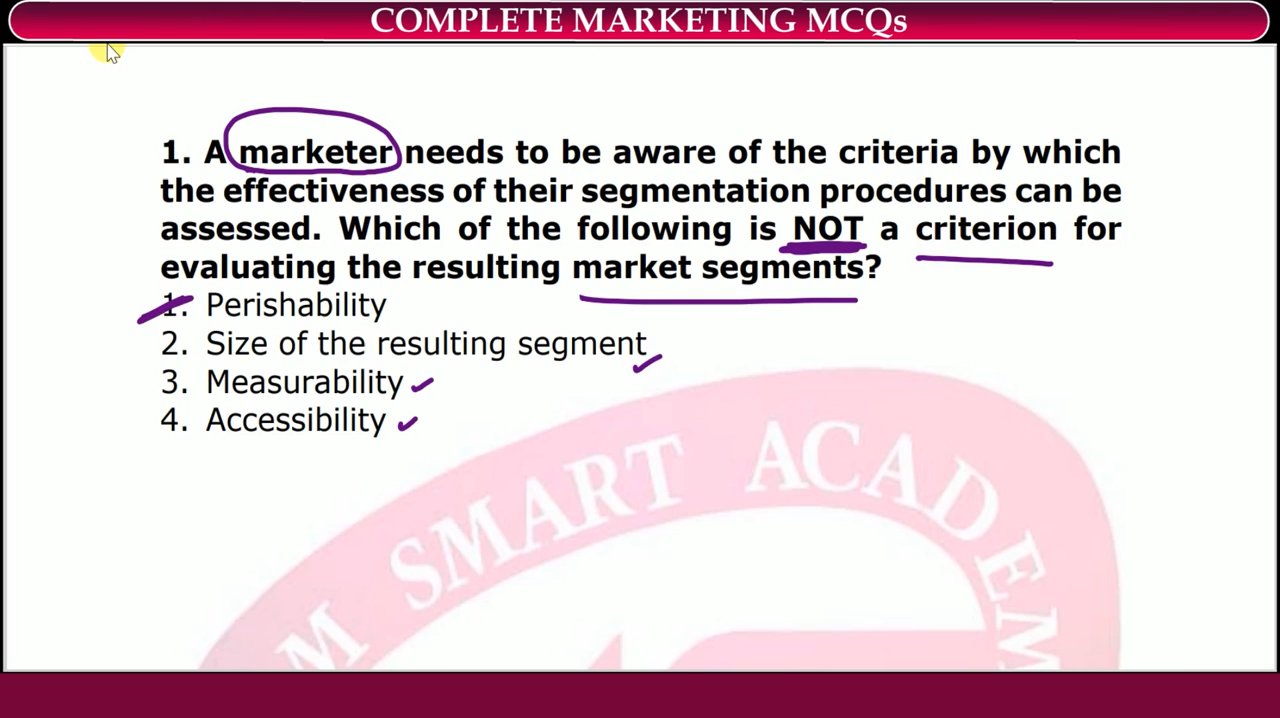 COMPLETE MARKETING MCQs
1. A marketer needs to be aware of the criteria by which
the effectiveness of their segmentation procedures can be
assessed. Which of the following is NOT a criterion for
evaluating the resulting market segments?
1. Perishability
2. Size of the resulting segment
3. Measurability
4. Accessibility
M SMART ACADEM